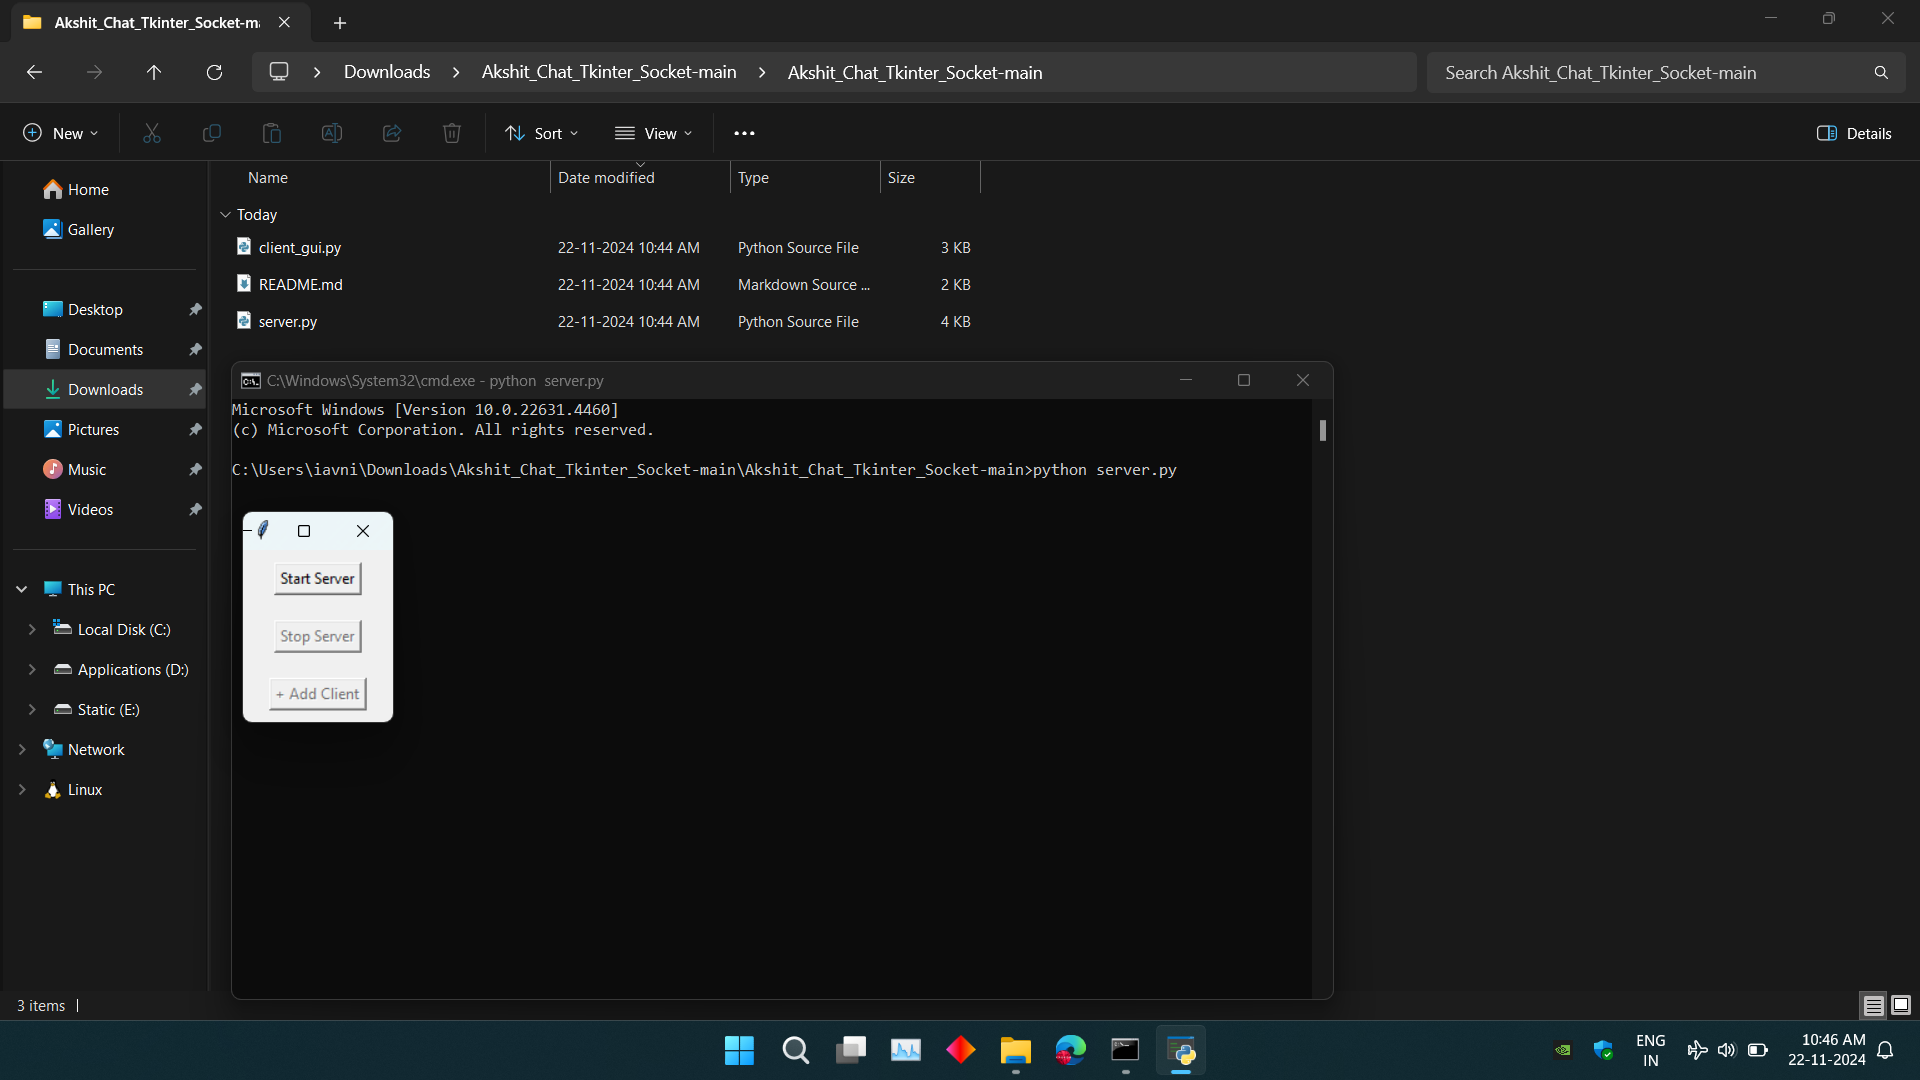 Akshit_Chat_Tkinter_Socket-ma
Downloads
Akshit_Chat_Tkinter_Socket-main
Akshit_Chat_Tkinter_Socket-main
Search Akshit_Chat_Tkinter_Socket-main
New
Sort
View
Details
Name Date modified Type Size
Today
client_gui.py 22-11-2024 10:44 AM Python Source File 3 KB
README.md 22-11-2024 10:44 AM Markdown Source ... 2 KB
server.py 22-11-2024 10:44 AM Python Source File 4 KB
Home
Gallery
Desktop
Documents
Downloads
Pictures
Music
Videos
This PC
Local Disk (C:)
Applications (D:)
Static (E:)
Network
Linux
C:\Windows\System32\cmd.exe - python server.py
Microsoft Windows [Version 10.0.22631.4460]
(c) Microsoft Corporation. All rights reserved.
C:\Users\iavni\Downloads\Akshit_Chat_Tkinter_Socket-main\Akshit_Chat_Tkinter_Socket-main>python server.py
Start Server
Stop Server
+ Add Client
3 items
ENG
IN
10:46 AM
22-11-2024